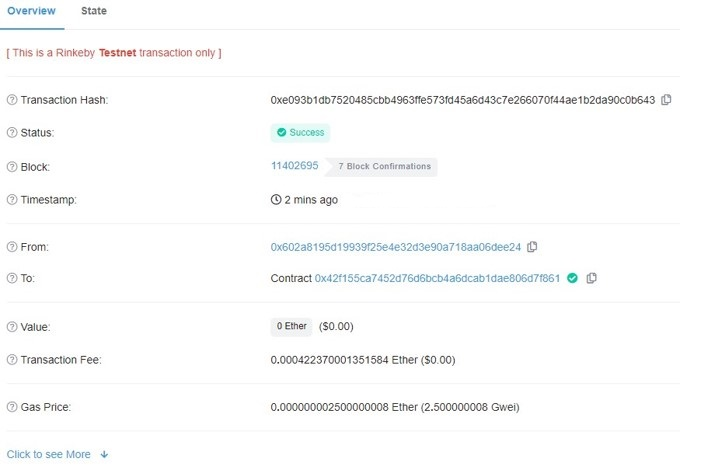 Overview State
[ This is a Rinkeby Testnet transaction only ]
Transaction Hash: 0xe093b1db7520485cbb4963ffe573fd45a6d43c7e266070f44ae1b2da90c0b643
Status: Success
Block: 11402695 7 Block Confirmations
Timestamp: 2 mins ago
From: 0x602a8195d19939f25e4e32d3e90a718aa06dee24
To: Contract 0x42f155ca7452d76d6bcb4a6dcab1dae806d7f861
Value: 0 Ether ($0.00)
Transaction Fee: 0.000422370001351584 Ether ($0.00)
Gas Price: 0.000000002500000008 Ether (2.500000008 Gwei)
Click to see More